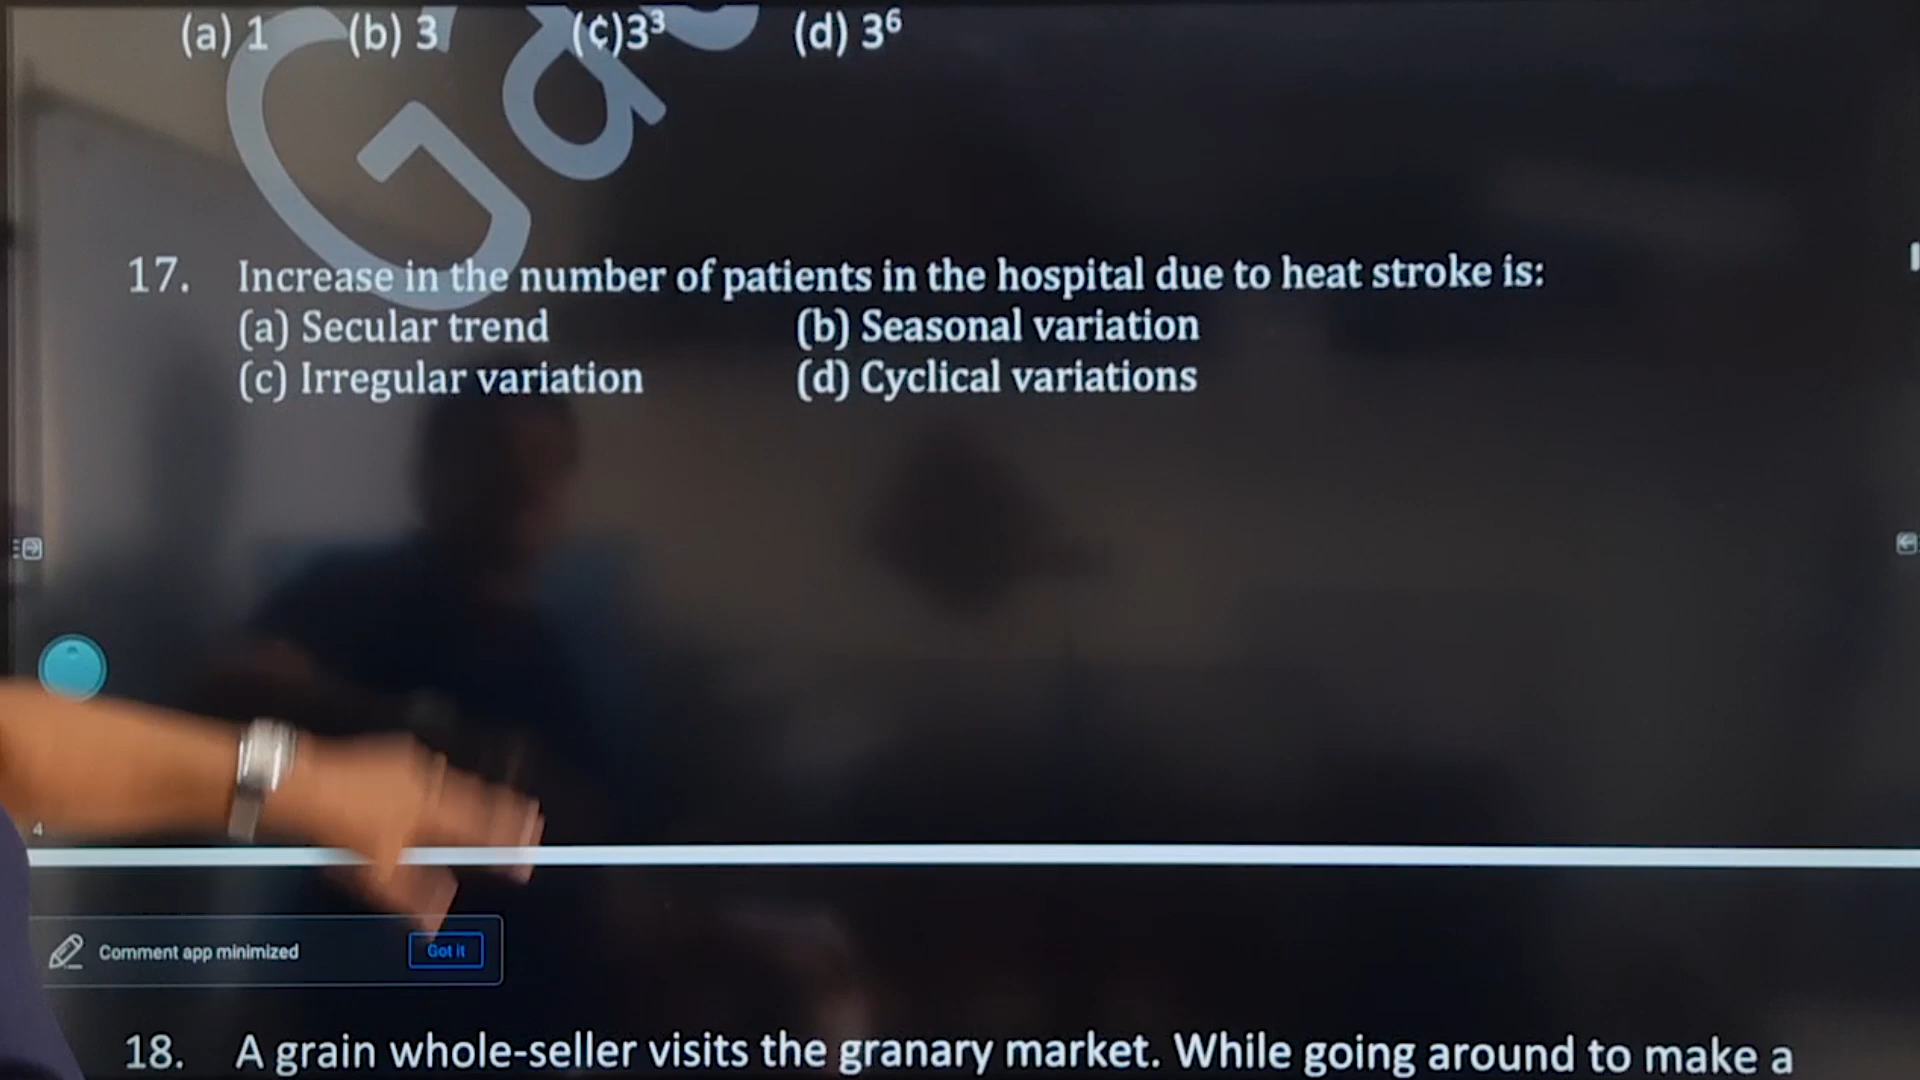 (a) 1 (b) 3 (c)3³ (d) 3⁶
Ga
17. Increase in the number of patients in the hospital due to heat stroke is:
(a) Secular trend (b) Seasonal variation
(c) Irregular variation (d) Cyclical variations
4
Comment app minimized Got it
18. A grain whole-seller visits the granary market. While going around to make a